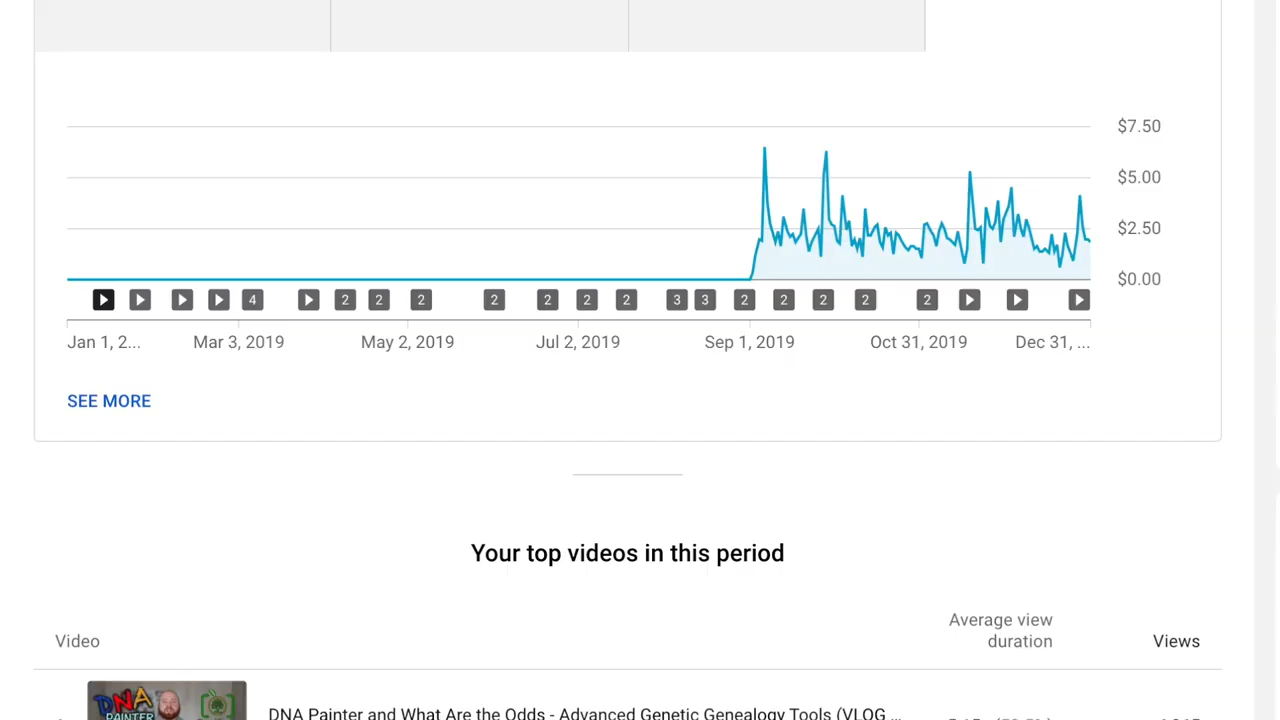 $7.50
$5.00
$2.50
$0.00
4 2 2 2 2 2 2 2 3 3 2 2 2 2 2
Jan 1, 2... Mar 3, 2019 May 2, 2019 Jul 2, 2019 Sep 1, 2019 Oct 31, 2019 Dec 31, ...
SEE MORE
Your top videos in this period
Average view
Video duration Views
DNA
PAINTER
DNA Painter and What Are the Odds - Advanced Genetic Genealogy Tools (VLOG ...